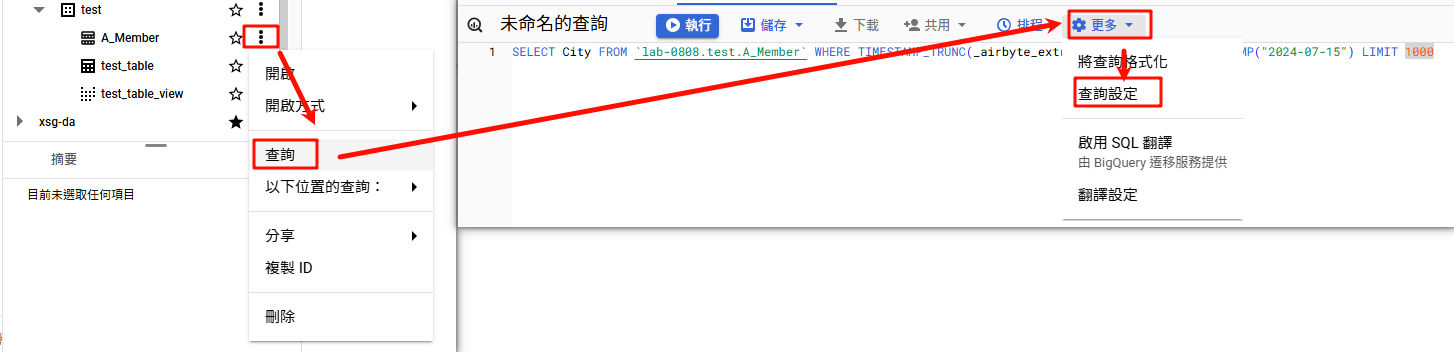 test
A_Member
test_table
test_table_view
xsg-da
摘要
目前未選取任何項目
開啟
開啟方式
查詢
以下位置的查詢：
分享
複製 ID
刪除
未命名的查詢
執行
儲存
下載
共用
排程
更多
1 SELECT City FROM `lab-0808.test.A_Member` WHERE TIMESTAMP_TRUNC(_airbyte_extr MP("2024-07-15") LIMIT 1000
將查詢格式化
查詢設定
啟用 SQL 翻譯
由 BigQuery 遷移服務提供
翻譯設定